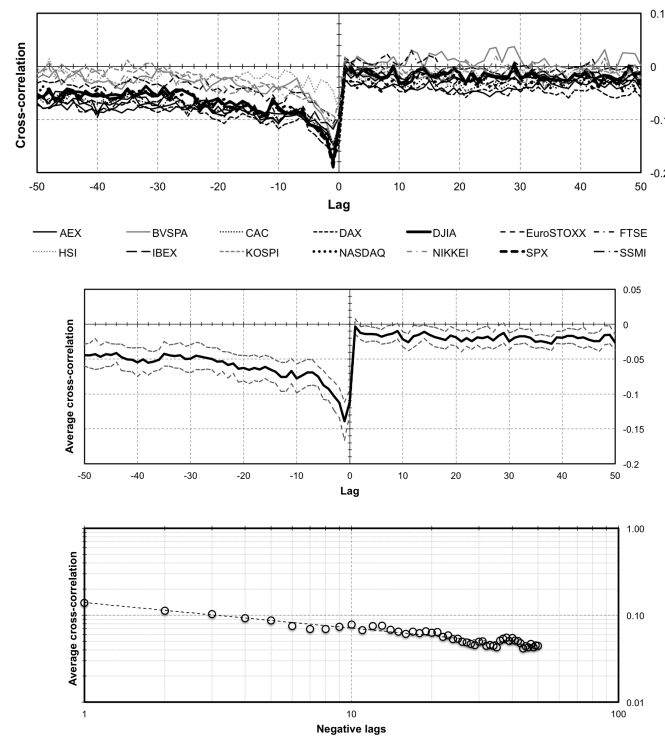 Cross-correlation
0.1
0
-0.1
-0.2
-50 -40 -30 -20 -10 0 10 20 30 40 50
Lag
AEX BVSPA CAC DAX DJIA EuroSTOXX FTSE
HSI IBEX KOSPI NASDAQ NIKKEI SPX SSMI
Average cross-correlation
0.05
0
-0.05
-0.1
-0.15
-0.2
-50 -40 -30 -20 -10 0 10 20 30 40 50
Lag
Average cross-correlation
1.00
0.10
0.01
1 10 100
Negative lags